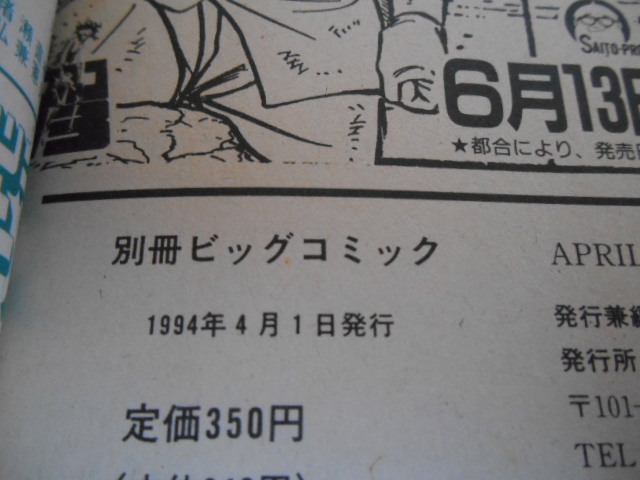 SAITO-PR
6月13日
★都合により、発売
別冊ビッグコミック
1994年4月1日発行
定価350円
APRIL
発行兼編
発行所
〒101-
TEL